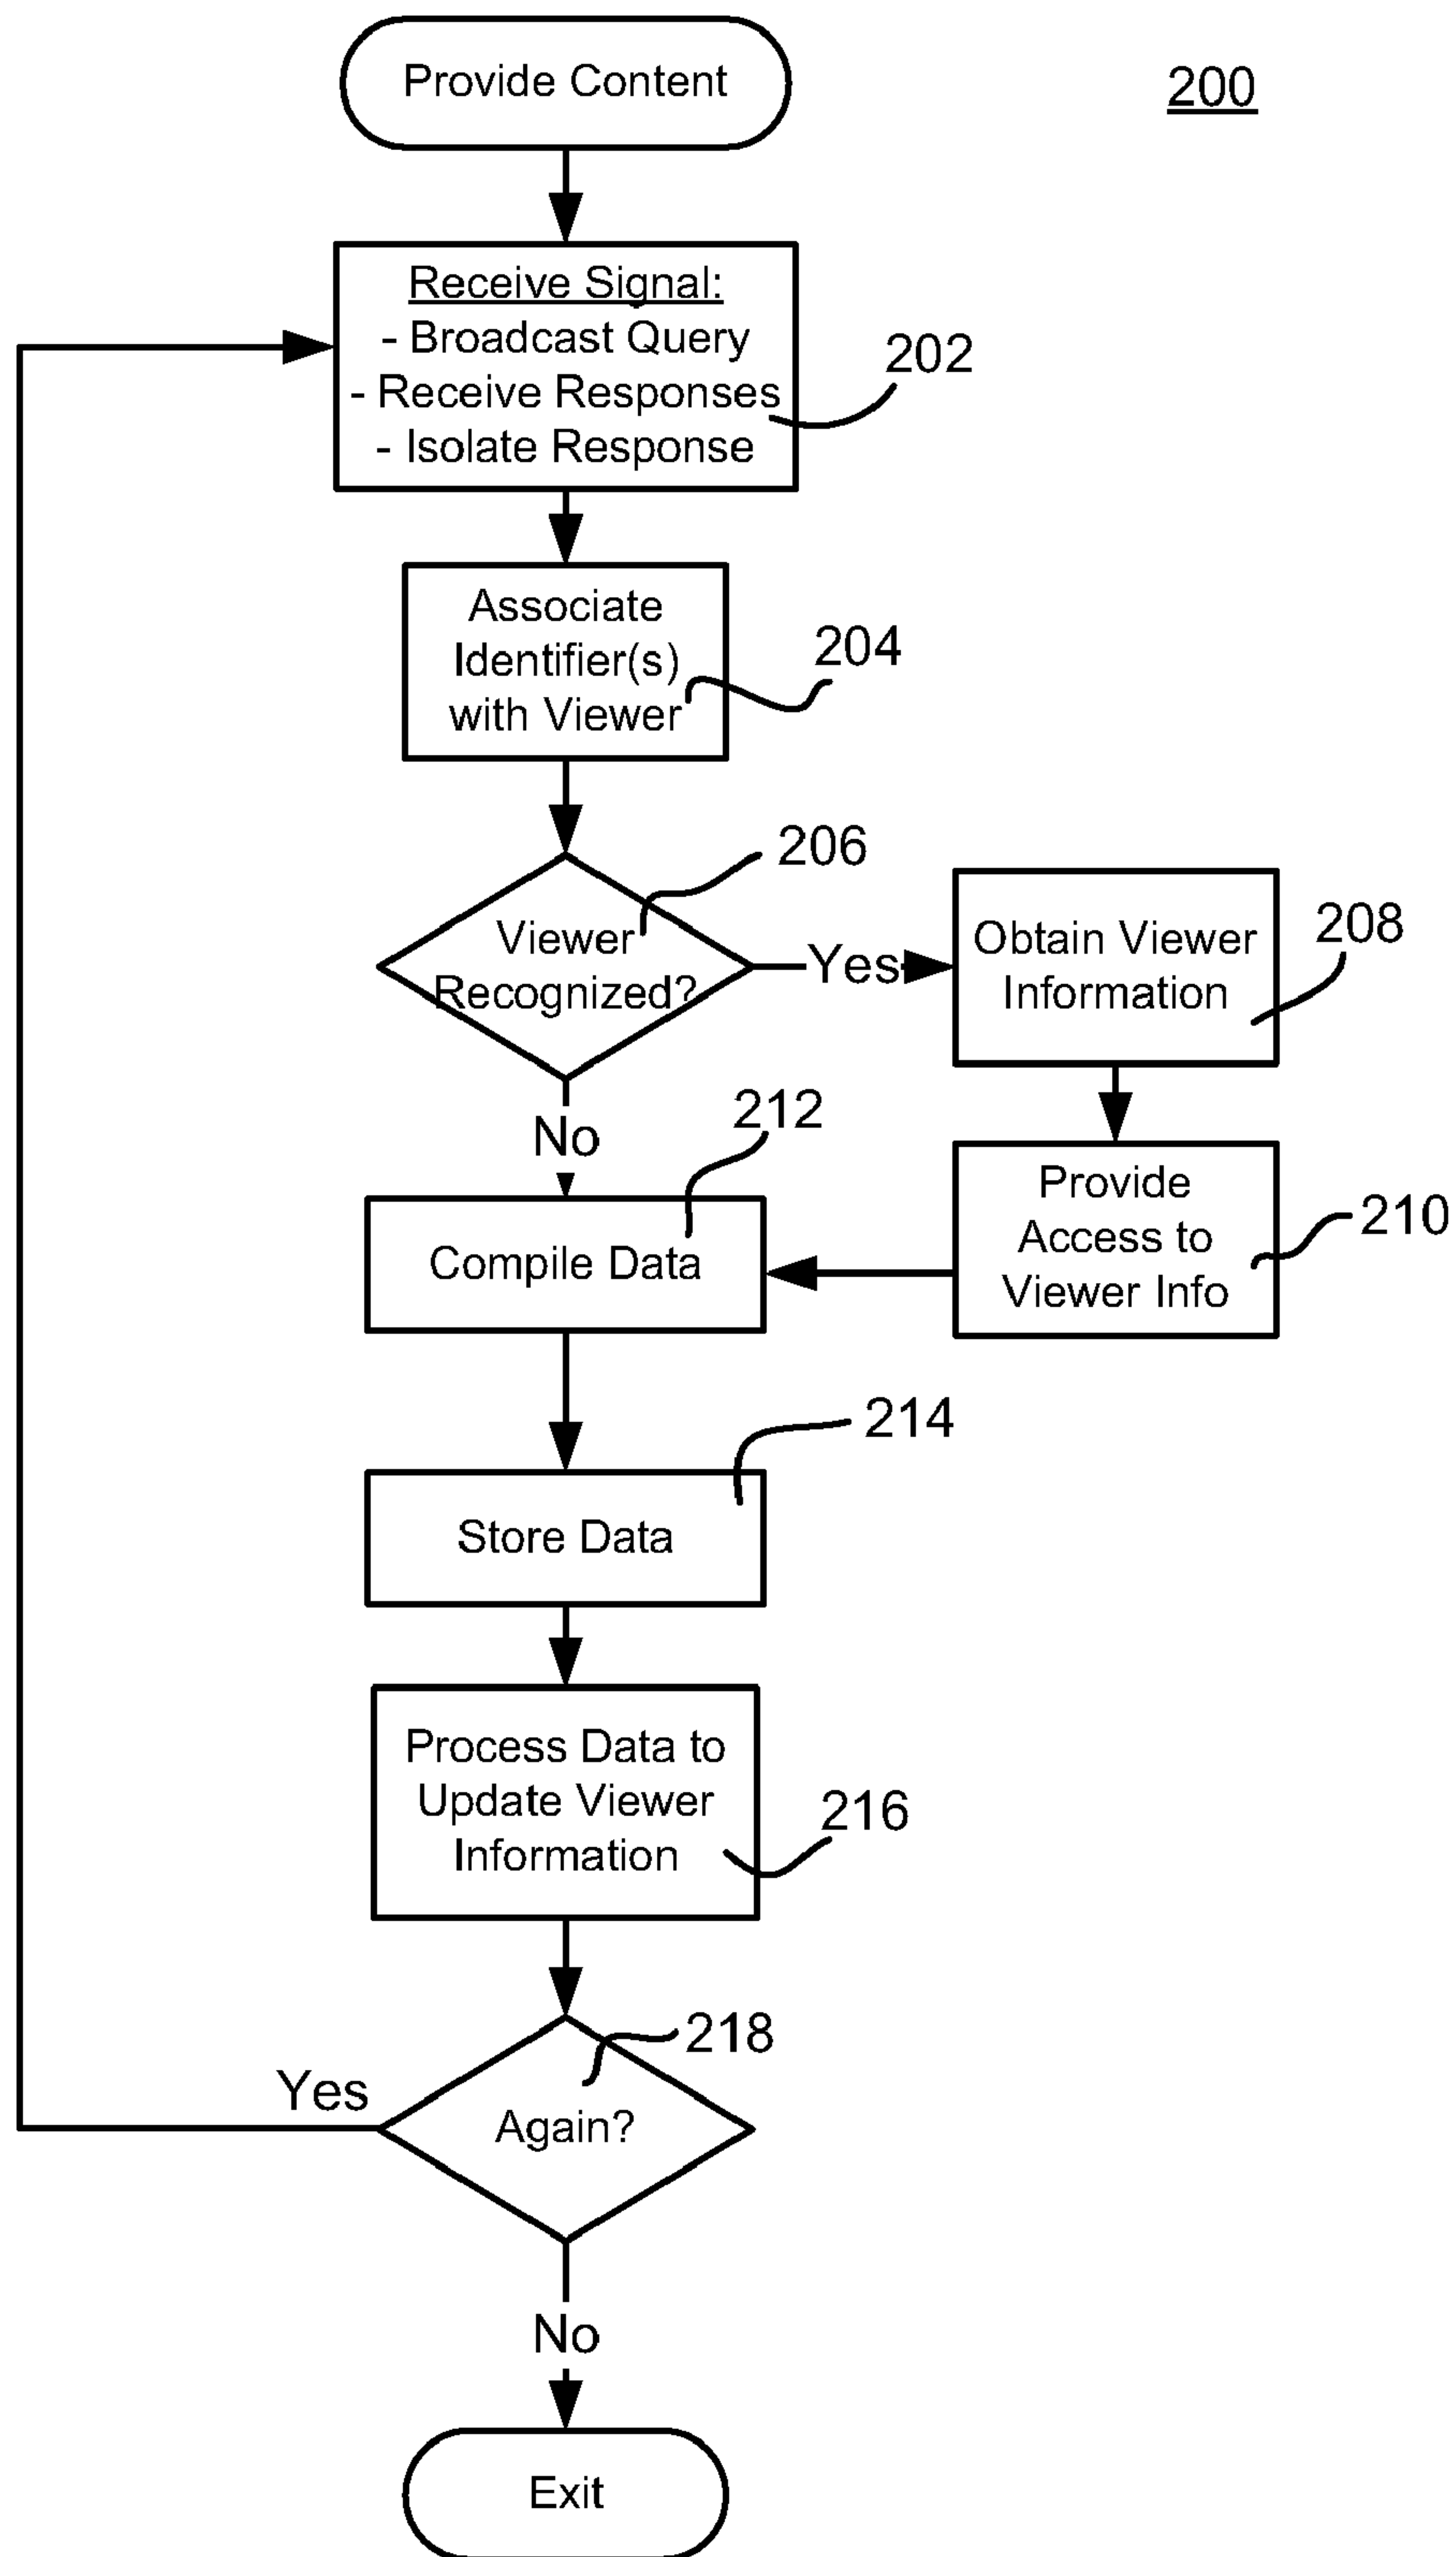 Provide Content
200
Receive Signal:
- Broadcast Query
- Receive Responses
- Isolate Response
202
Associate
Identifier(s)
with Viewer
204
206
Viewer
Recognized?
Yes
Obtain Viewer
Information
208
No
212
Provide
Access to
Viewer Info
210
Compile Data
214
Store Data
Process Data to
Update Viewer
Information
216
218
Yes
Again?
No
Exit